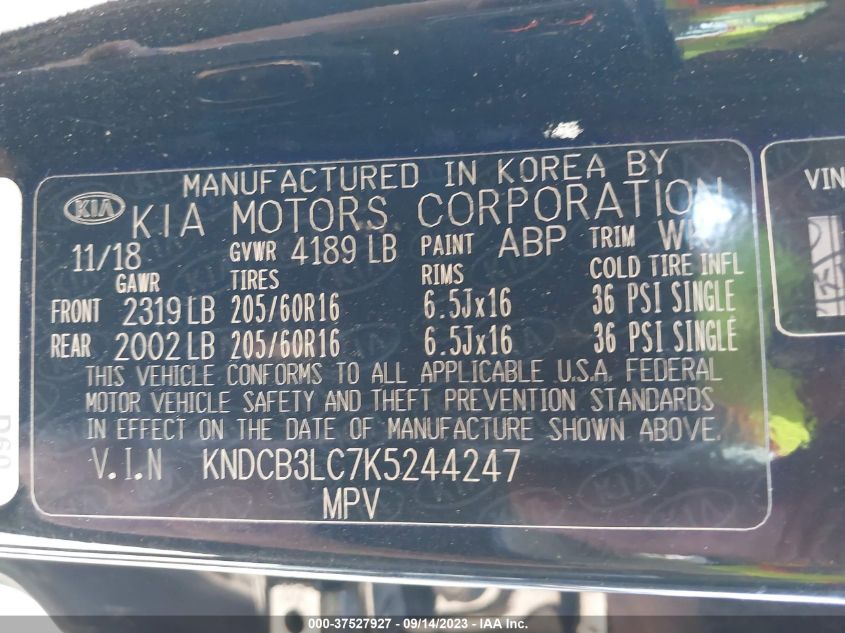 MANUFACTURED IN KOREA BY
KIA KIA MOTORS CORPORATION
11/18 GVWR 4189 LB PAINT ABP TRIM
GAWR TIRES RIMS COLD TIRE INFL
FRONT 2319 LB 205/60R16 6.5Jx16 36 PSI SINGLE
REAR 2002 LB 205/60R16 6.5Jx16 36 PSI SINGLE
THIS VEHICLE CONFORMS TO ALL APPLICABLE U.S.A. FEDERAL
MOTOR VEHICLE SAFETY AND THEFT PREVENTION STANDARDS
IN EFFECT ON THE DATE OF MANUFACTURE SHOWN ABOVE.
V.I.N KNDCB3LC7K5244247
MPV
VIN
000-37527927 - 09/14/2023 - IAA Inc.